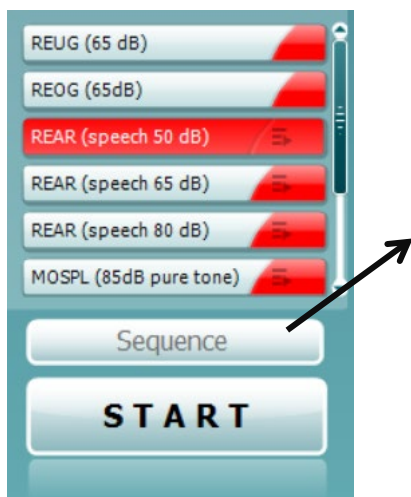 REUG (65 dB)
REOG (65dB)
REAR (speech 50 dB)
REAR (speech 65 dB)
REAR (speech 80 dB)
MOSPL (85dB pure tone)
Sequence
START